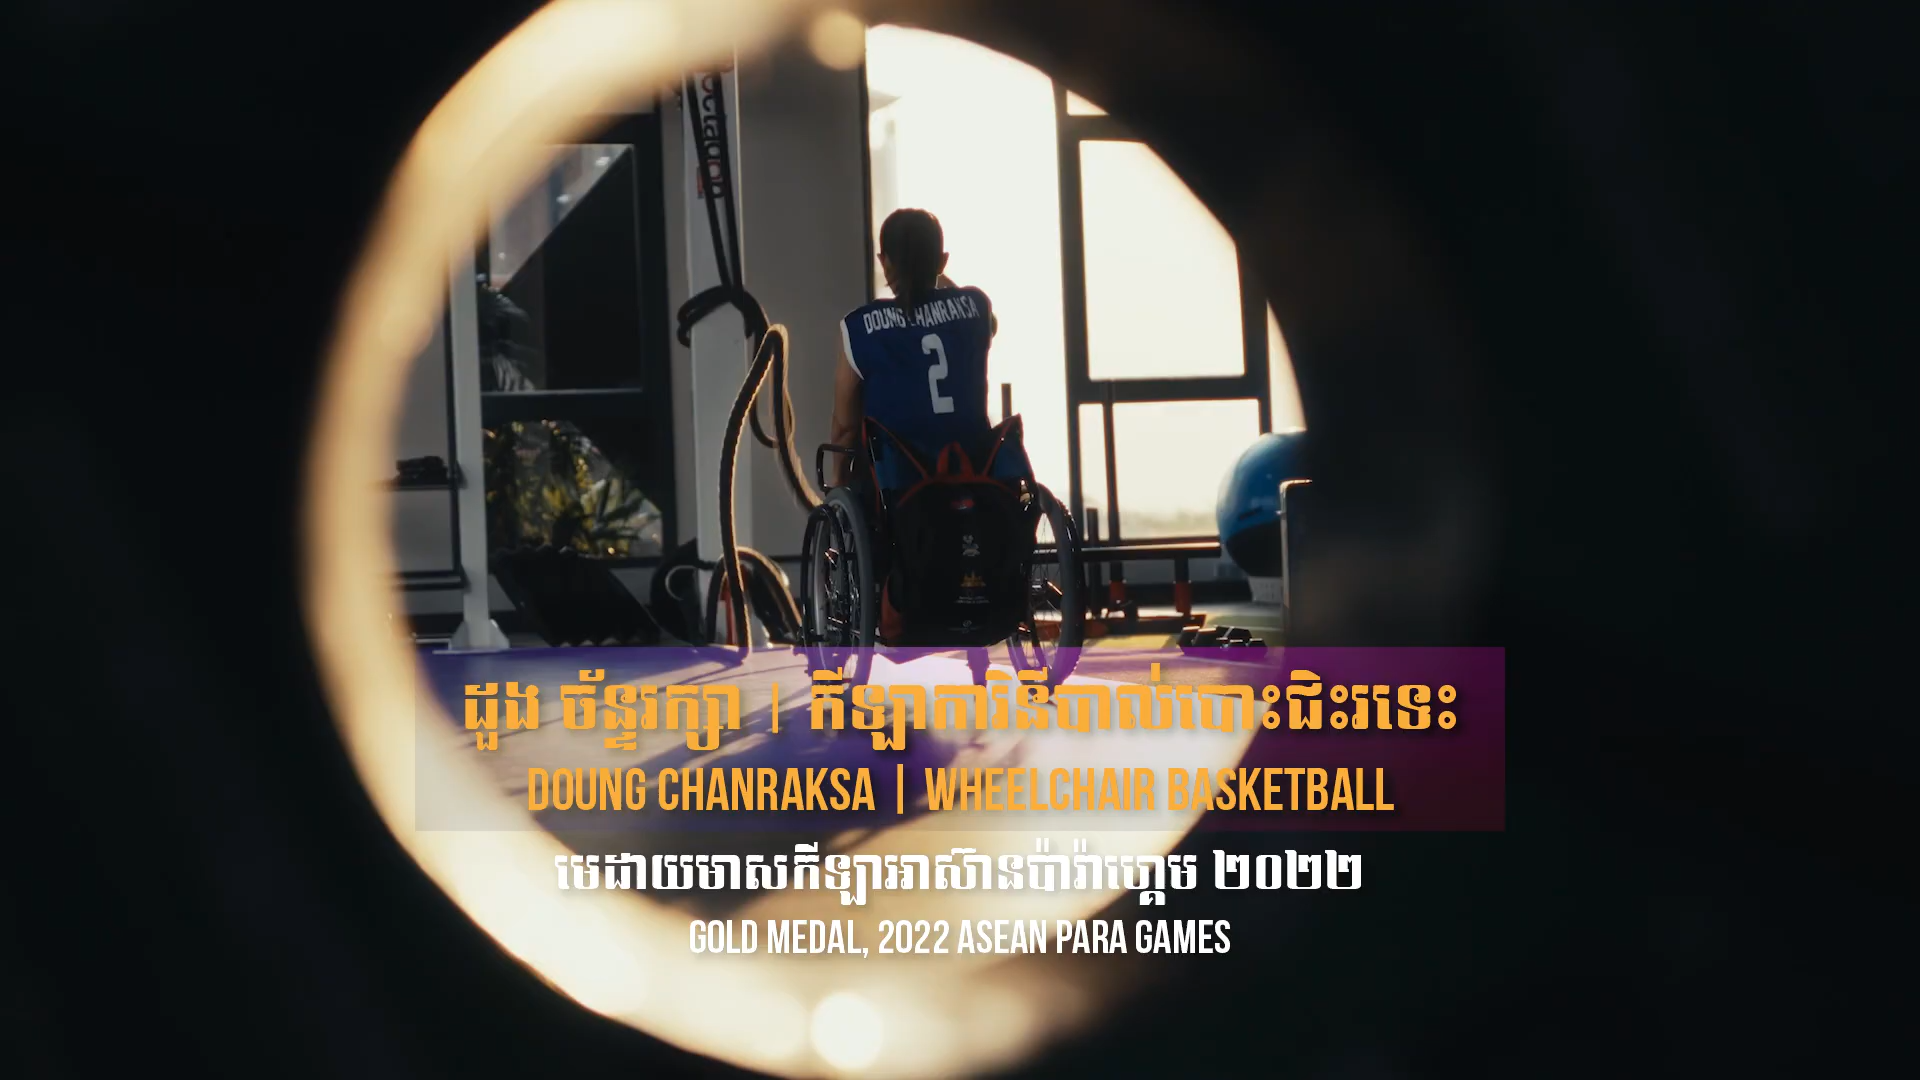 Octagon
DOUNG CHANRAKSA
2
ដួង ច័ន្ទរក្សា | កីឡាការិនីបាល់បោះជិះរទេះ
DOUNG CHANRAKSA | WHEELCHAIR BASKETBALL
មេដាយមាសកីឡាអាស៊ានប៉ារ៉ាហ្គេម ២០២២
GOLD MEDAL, 2022 ASEAN PARA GAMES